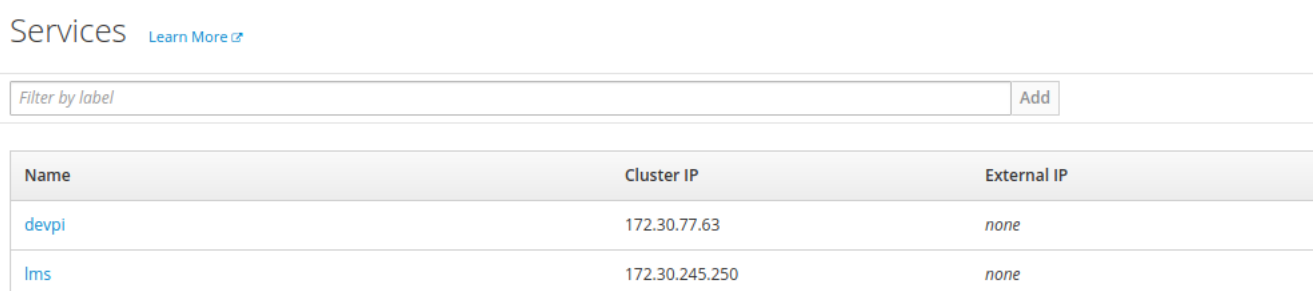 Services Learn More
Filter by label Add
Name Cluster IP External IP
devpi 172.30.77.63 none
lms 172.30.245.250 none